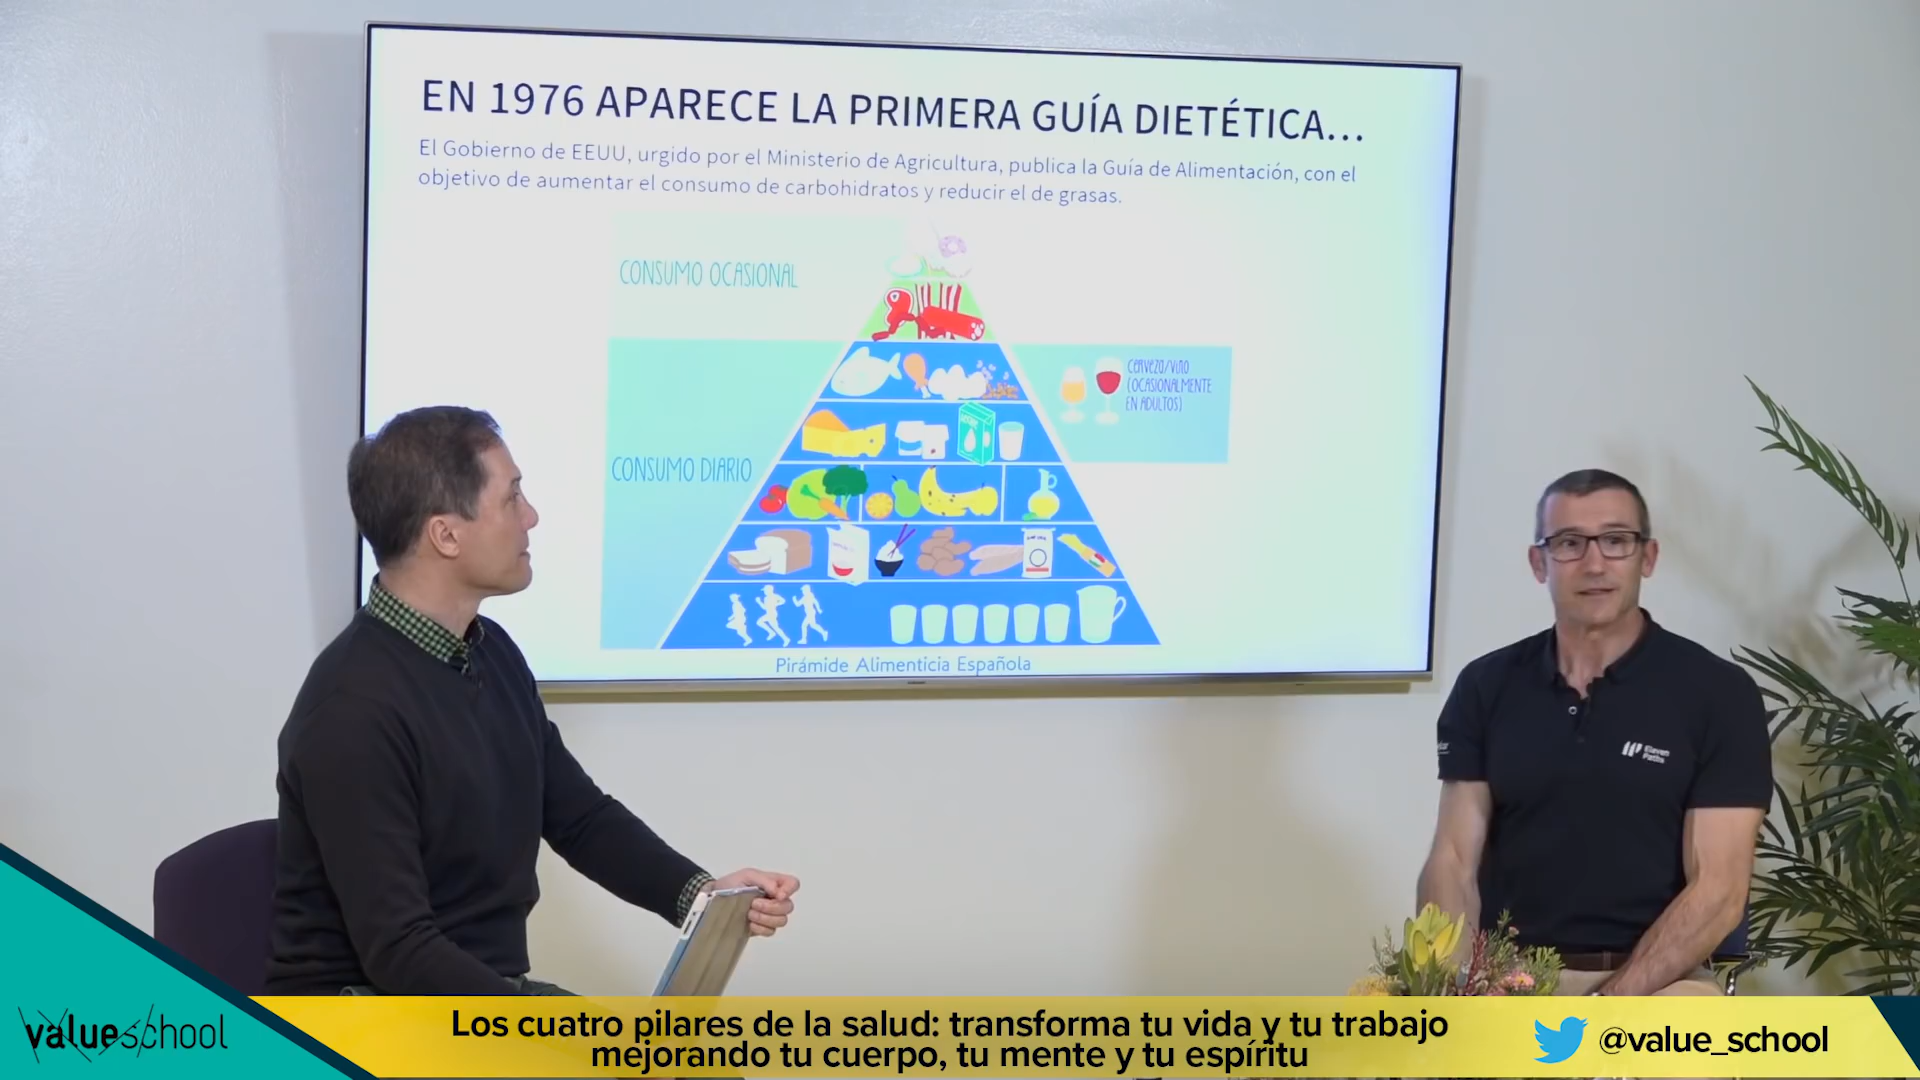 EN 1976 APARECE LA PRIMERA GUÍA DIETÉTICA...
El Gobierno de EEUU, urgido por el Ministerio de Agricultura, publica la Guía de Alimentación, con el
objetivo de aumentar el consumo de carbohidratos y reducir el de grasas.
CONSUMO OCASIONAL
CERVEZA/VINO
(OCASIONALMENTE
EN ADULTOS)
CONSUMO DIARIO
Pirámide Alimenticia Española
Eleven
Paths
valueschool
Los cuatro pilares de la salud: transforma tu vida y tu trabajo
mejorando tu cuerpo, tu mente y tu espíritu
@value_school